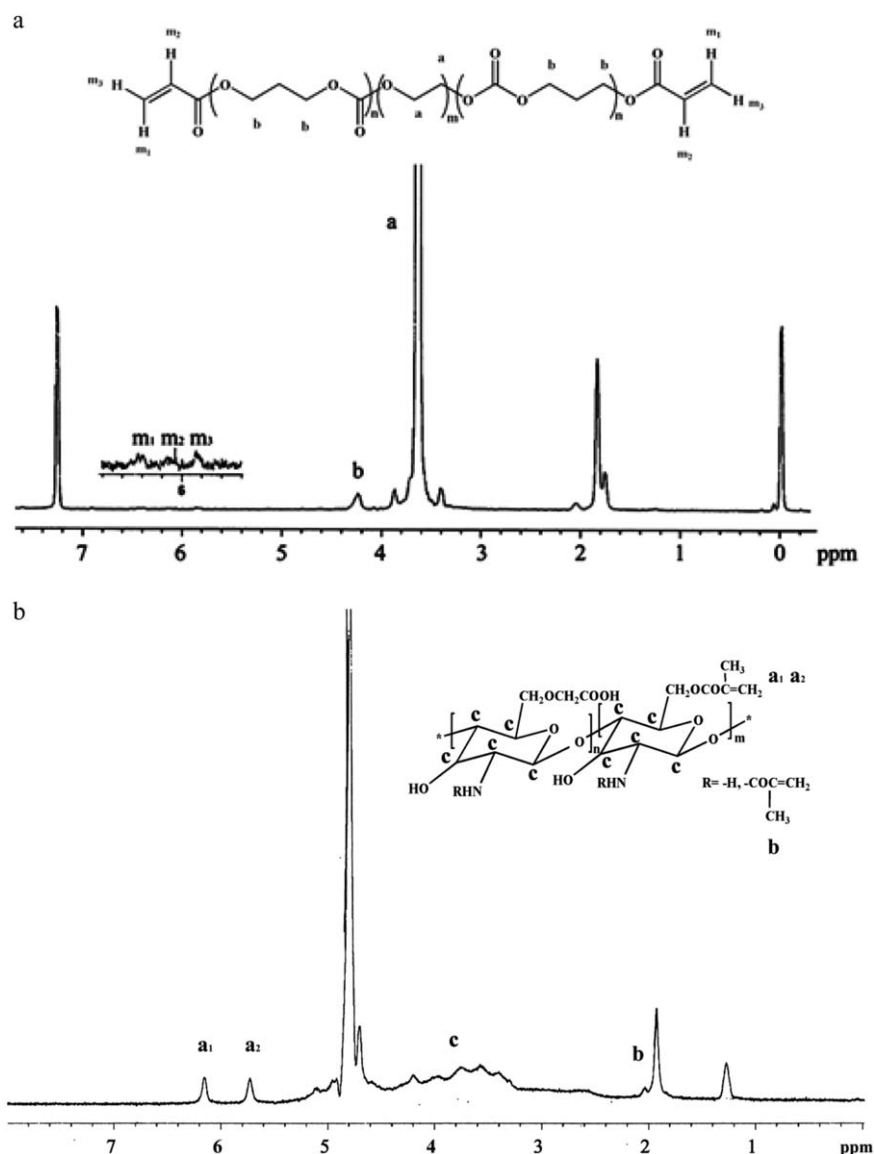 a
m₂ H O a O H m₁
m₃ H O O O O b b O H m₃
H O b b O n a m O n H
m₁ m₂
a
m₁ m₂ m₃
6
b
7 6 5 4 3 2 1 0 ppm
b
CH₃
CH₂OCH₂COOH CH₂OCOC=CH₂ a₁ a₂
* c c O c c O *
c c O n c O m
HO RHN c HO RHN c R= -H, -COC=CH₂
CH₃
b
a₁ a₂ c b
7 6 5 4 3 2 1 ppm